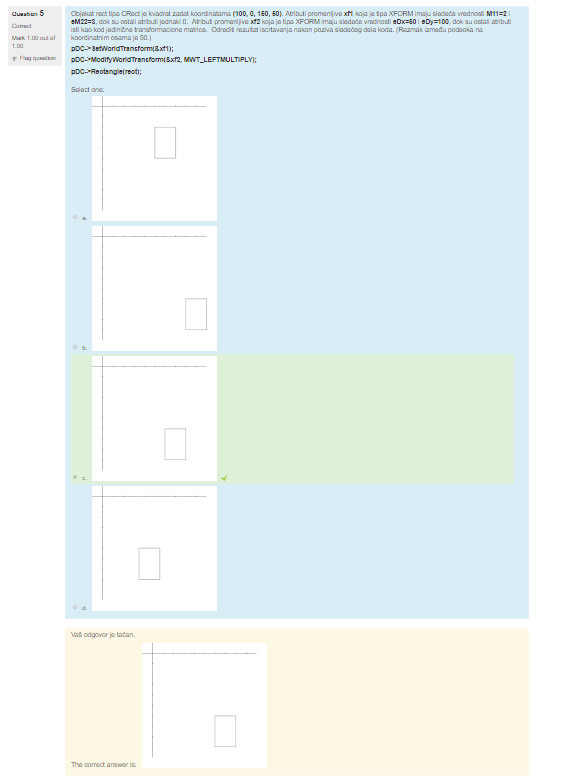 Question 5
Correct
Mark 1.00 out of
1.00
Flag question
Objekat rect tipa CRect je kvadrat zadat koordinatama (100, 0, 150, 50). Atributi promenljive xf1 koja je tipa XFORM imaju sledeće vrednosti M11=2 i
eM22=3, dok su ostali atributi jednaki 0. Atributi promenljive xf2 koja je tipa XFORM imaju sledeće vrednosti eDx=50 i eDy=100, dok su ostali atributi
isti kao kod jedinične transformacione matrice. Odrediti rezultat iscrtavanja nakon poziva sledećeg dela koda. (Razmak između podeoka na
koordinatnim osama je 50.)
pDC->SetWorldTransform(&xf1);
pDC->ModifyWorldTransform(&xf2, MWT_LEFTMULTIPLY);
pDC->Rectangle(rect);
Select one:
a.
b.
c.
d.
Vaš odgovor je tačan.
The correct answer is: